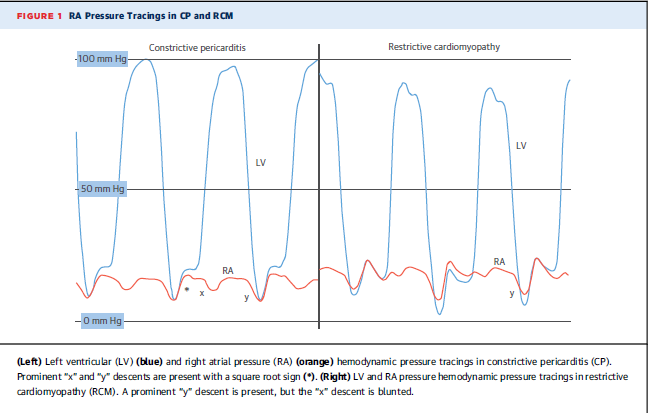 FIGURE 1 RA Pressure Tracings in CP and RCM
Constrictive pericarditis
Restrictive cardiomyopathy
100 mm Hg
LV
LV
50 mm Hg
RA
RA
*
x
y
y
0 mm Hg
(Left) Left ventricular (LV) (blue) and right atrial pressure (RA) (orange) hemodynamic pressure tracings in constrictive pericarditis (CP).
Prominent “x” and “y” descents are present with a square root sign (*). (Right) LV and RA pressure hemodynamic pressure tracings in restrictive
cardiomyopathy (RCM). A prominent “y” descent is present, but the “x” descent is blunted.